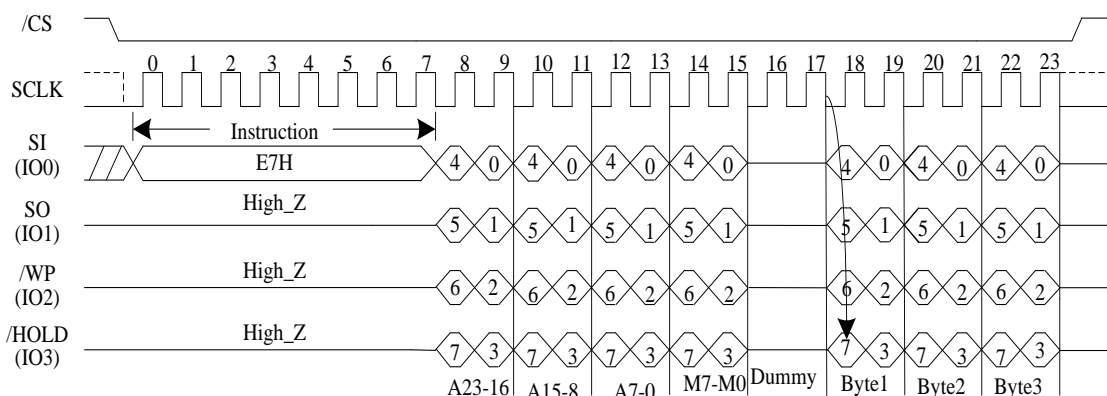 /CS
0 1 2 3 4 5 6 7 8 9 10 11 12 13 14 15 16 17 18 19 20 21 22 23
SCLK
Instruction
SI
(IO0)
E7H
4 0 4 0 4 0 4 0 4 0 4 0 4 0
High_Z
SO
(IO1)
5 1 5 1 5 1 5 1 5 1 5 1 5 1
High_Z
/WP
(IO2)
6 2 6 2 6 2 6 2 6 2 6 2 6 2
High_Z
/HOLD
(IO3)
7 3 7 3 7 3 7 3 7 3 7 3 7 3
A23-16 A15-8 A7-0 M7-M0 Dummy Byte1 Byte2 Byte3